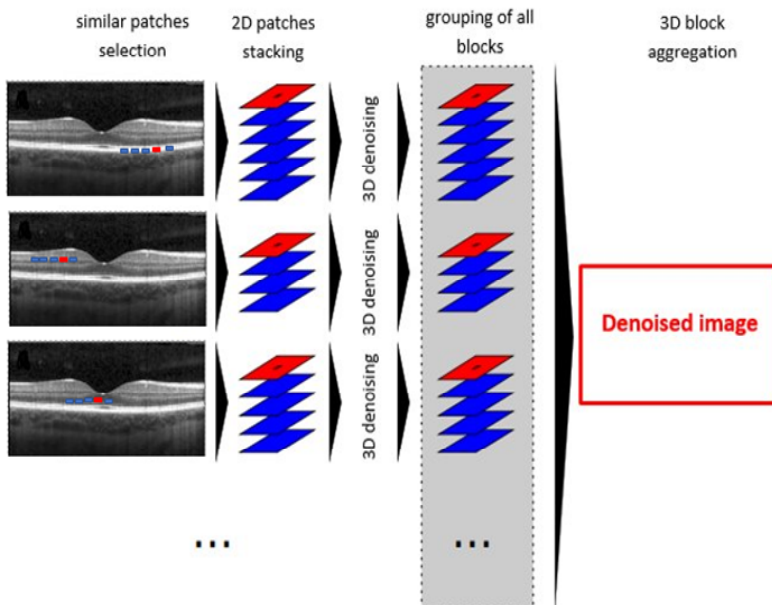 similar patches
selection
2D patches
stacking
grouping of all
blocks
3D block
aggregation
3D denoising
3D denoising
3D denoising
Denoised image
...
...